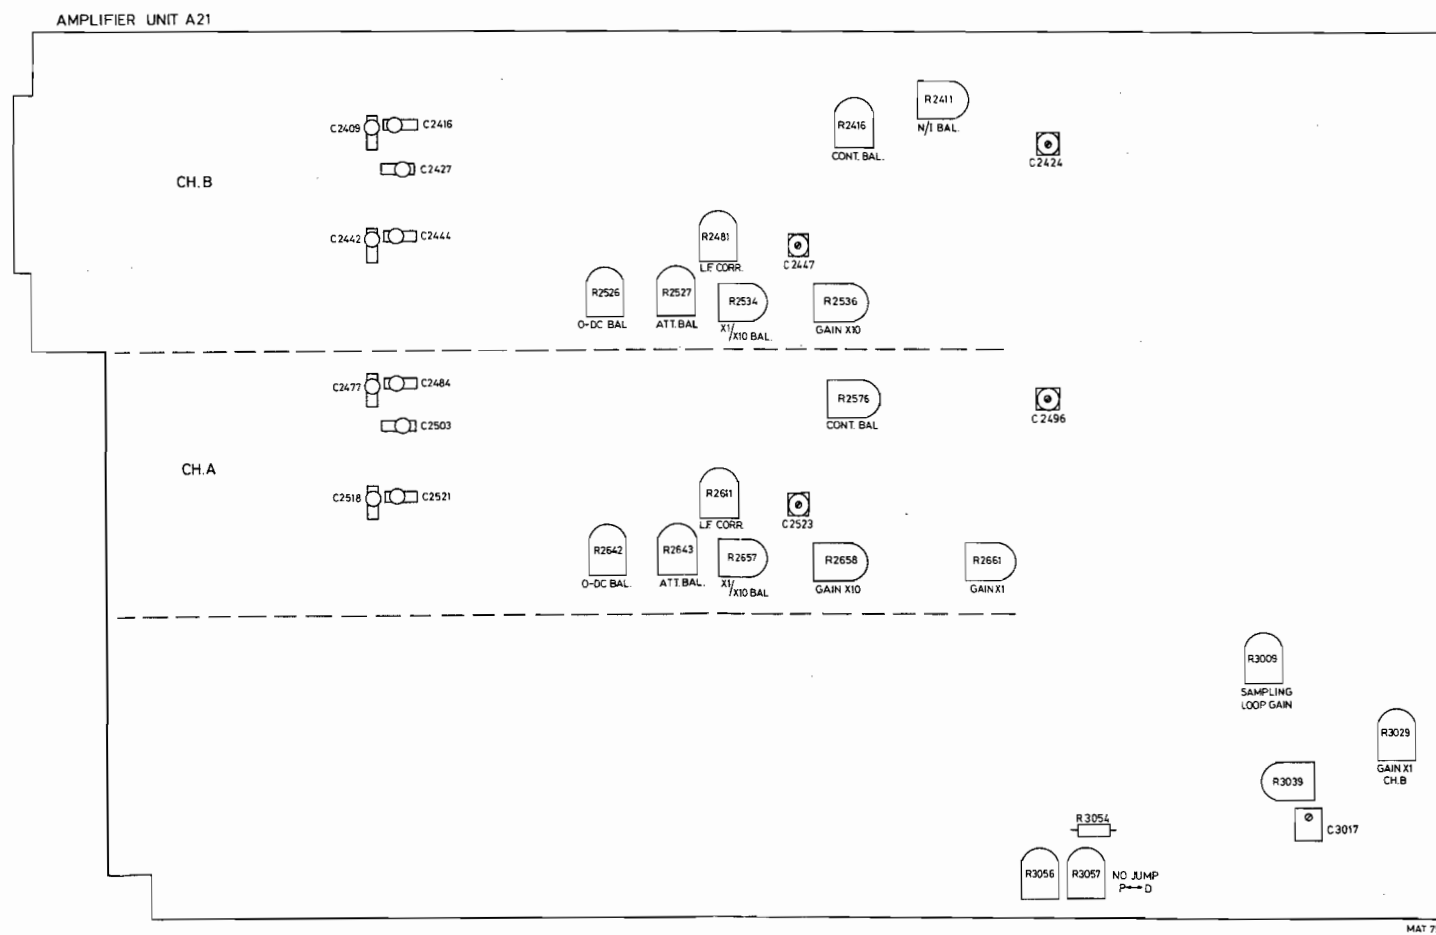 AMPLIFIER UNIT A21
R2411
N/I BAL.
R2416
CONT. BAL.
C2409
C2416
C2424
C2427
CH.B
C2442
C2444
R2481
L.F. CORR.
C2447
R2526
O-DC BAL
R2527
ATT. BAL
R2534
X1/
/X10 BAL.
R2536
GAIN X10
C2477
C2484
R2576
CONT. BAL
C2496
C2503
CH.A
C2518
C2521
R2611
L.F. CORR.
C2523
R2642
O-DC BAL.
R2643
ATT. BAL.
R2657
X1/
/X10 BAL
R2658
GAIN X10
R2661
GAIN X1
R3009
SAMPLING
LOOP GAIN
R3029
GAIN X1
CH.B
R3039
R3054
C3017
R3056
R3057
NO JUMP
P↔D
MAT 7